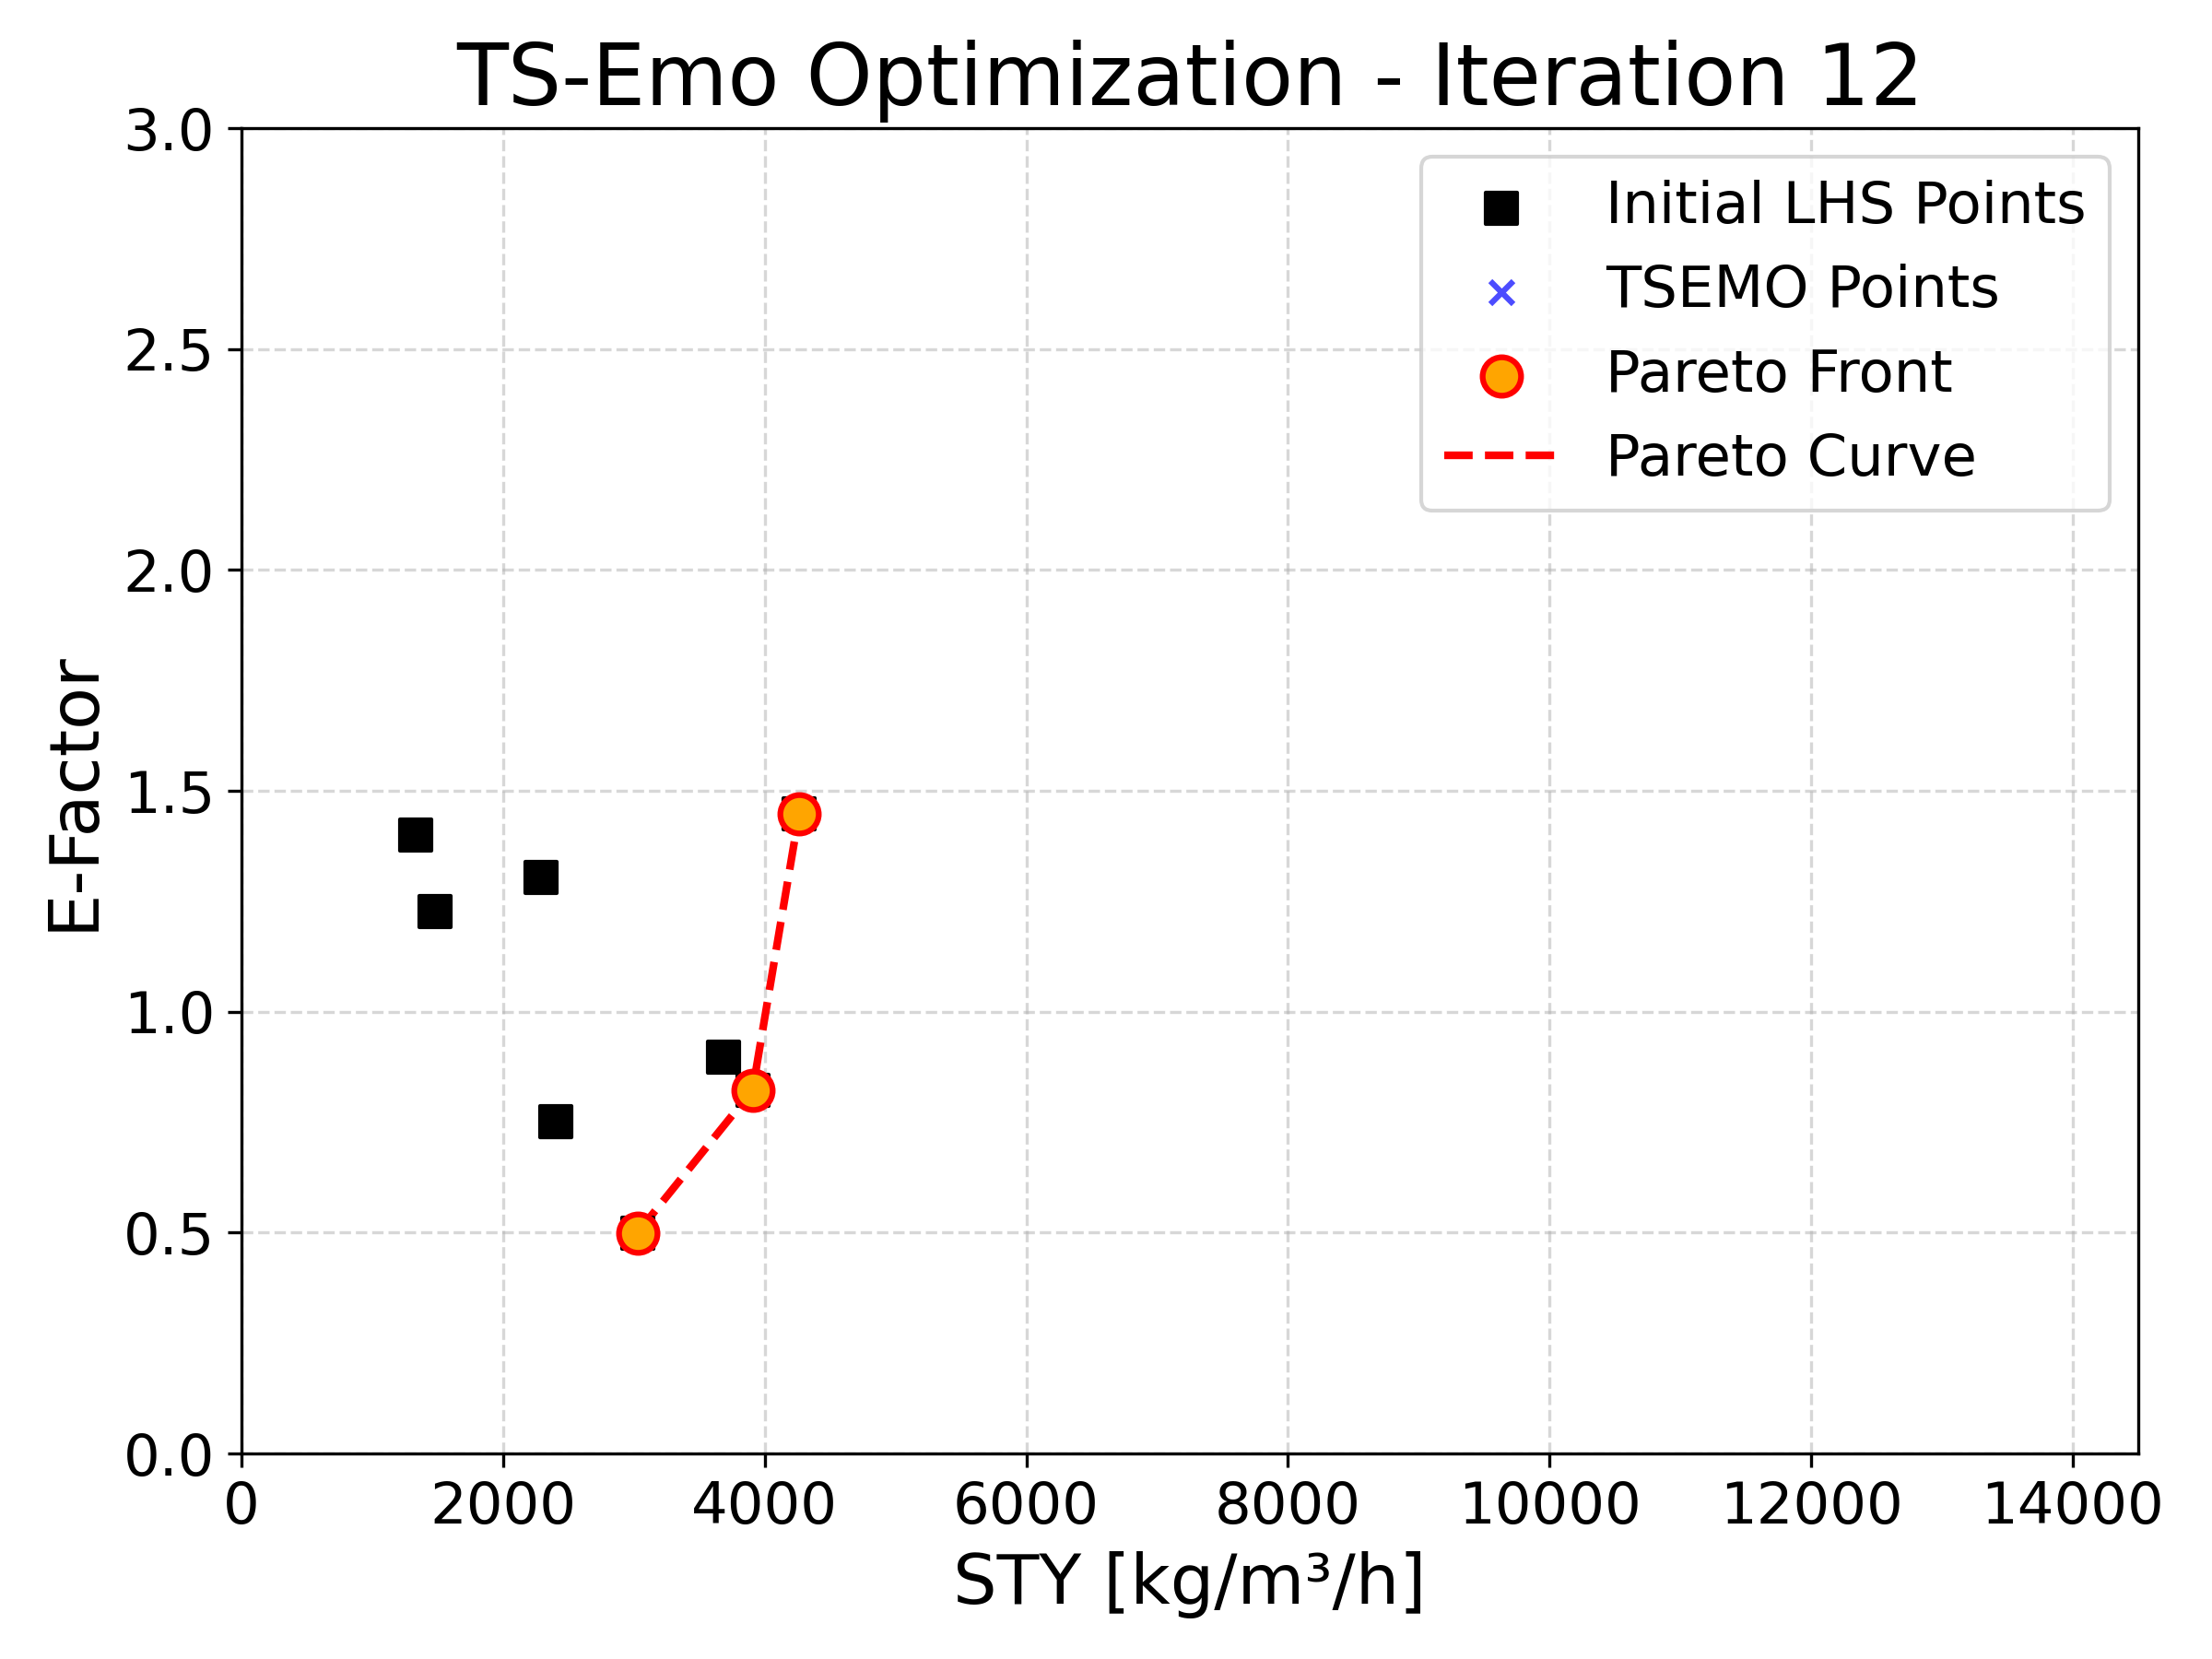 TS-Emo Optimization - Iteration 12
3.0
2.5
2.0
1.5
1.0
0.5
0.0
E-Factor
Initial LHS Points
TSEMO Points
Pareto Front
Pareto Curve
0 2000 4000 6000 8000 10000 12000 14000
STY [kg/m³/h]